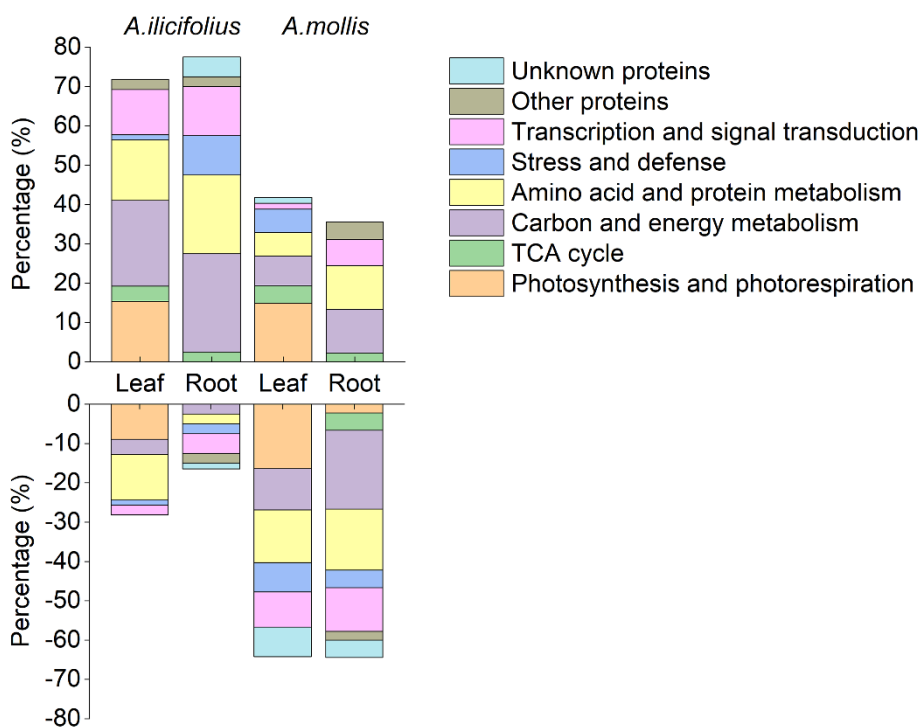 A.ilicifolius A.mollis
80
70
60
50
40
30
20
10
0
Percentage (%)
Unknown proteins
Other proteins
Transcription and signal transduction
Stress and defense
Amino acid and protein metabolism
Carbon and energy metabolism
TCA cycle
Photosynthesis and photorespiration
Leaf Root Leaf Root
0
-10
-20
-30
-40
-50
-60
-70
-80
Percentage (%)